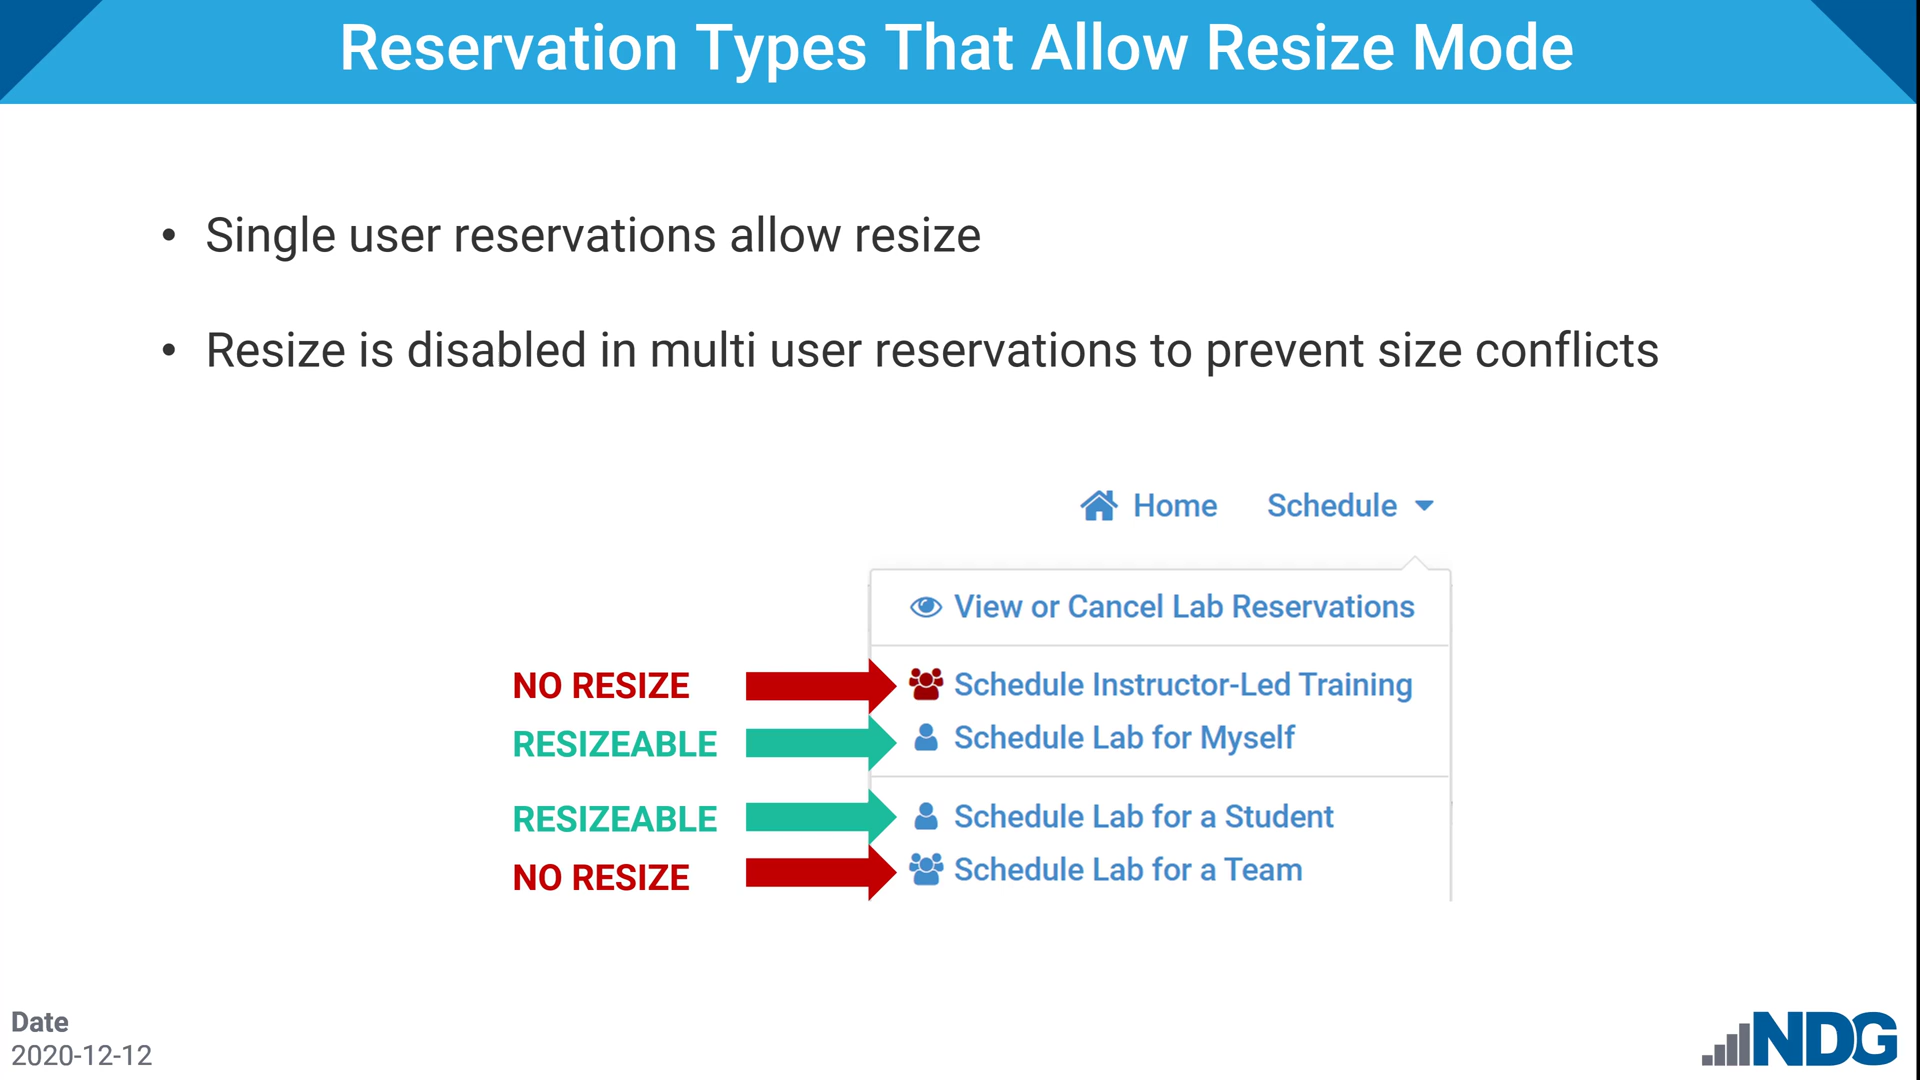 Reservation Types That Allow Resize Mode
• Single user reservations allow resize
• Resize is disabled in multi user reservations to prevent size conflicts
Home Schedule
View or Cancel Lab Reservations
NO RESIZE Schedule Instructor-Led Training
RESIZEABLE Schedule Lab for Myself
RESIZEABLE Schedule Lab for a Student
NO RESIZE Schedule Lab for a Team
Date
2020-12-12
NDG